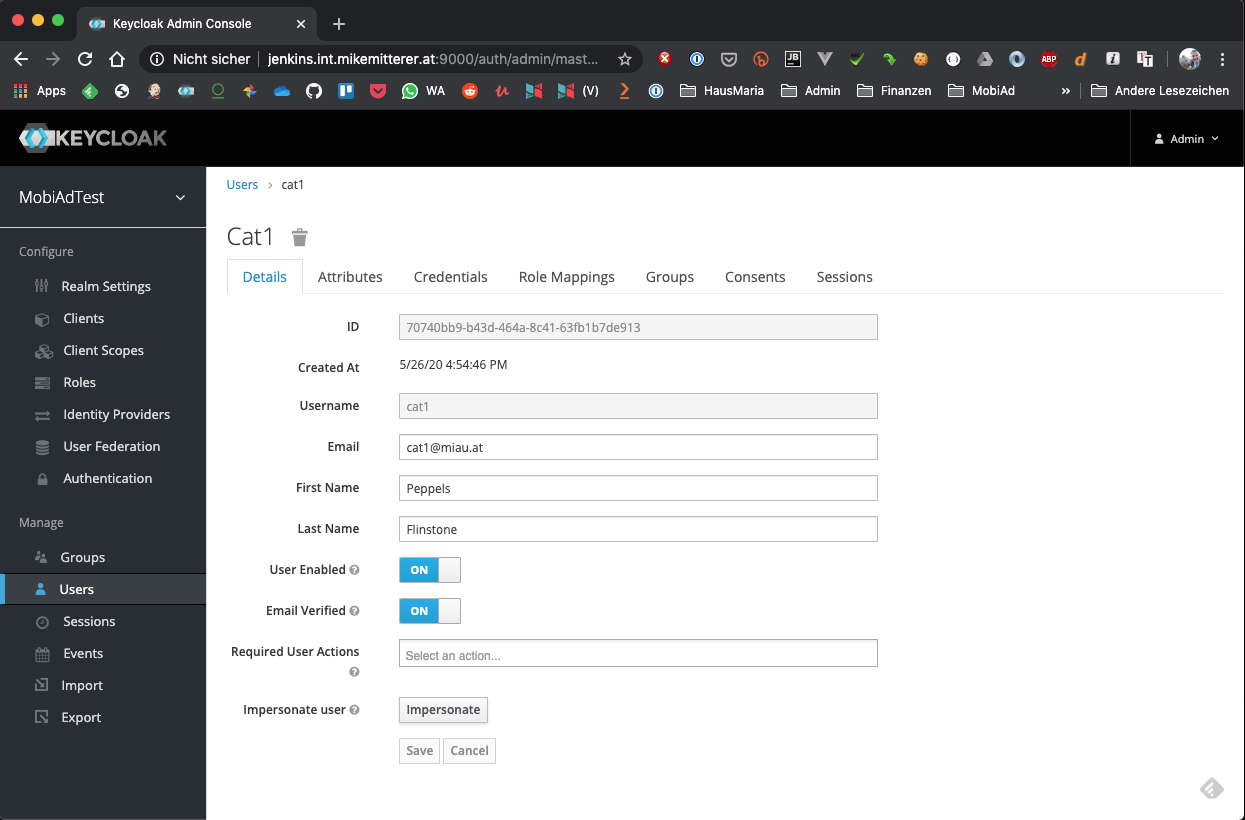 Keycloak Admin Console
Nicht sicher jenkins.int.mikemitterer.at:9000/auth/admin/mast...
JB ABP d i T
Apps WA (V) HausMaria Admin Finanzen MobiAd » Andere Lesezeichen
KEYCLOAK
Admin
MobiAdTest
Configure
Realm Settings
Clients
Client Scopes
Roles
Identity Providers
User Federation
Authentication
Manage
Groups
Users
Sessions
Events
Import
Export
Users › cat1
Cat1
Details Attributes Credentials Role Mappings Groups Consents Sessions
ID 70740bb9-b43d-464a-8c41-63fb1b7de913
Created At 5/26/20 4:54:46 PM
Username cat1
Email cat1@miau.at
First Name Peppels
Last Name Flinstone
User Enabled ON
Email Verified ON
Required User Actions Select an action...
Impersonate user Impersonate
Save Cancel